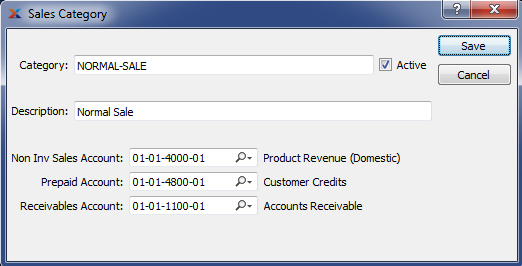 Sales Category
Save
Category: NORMAL-SALE Active
Cancel
Description: Normal Sale
Non Inv Sales Account: 01-01-4000-01 Product Revenue (Domestic)
Prepaid Account: 01-01-4800-01 Customer Credits
Receivables Account: 01-01-1100-01 Accounts Receivable